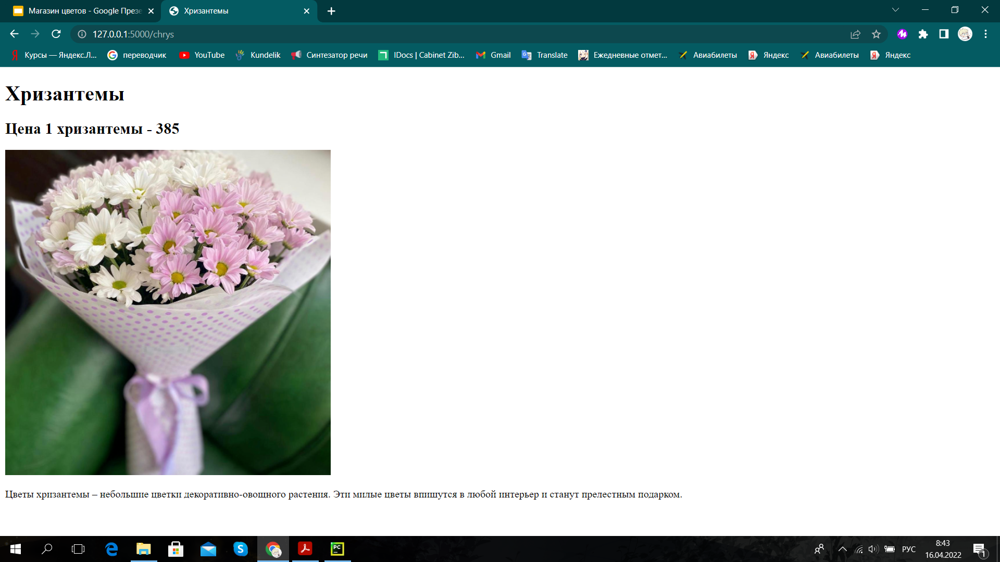 Магазин цветов - Google Презе
Хризантемы
127.0.0.1:5000/chrys
Курсы — Яндекс.Л...
переводчик
YouTube
Kundelik
Синтезатор речи
IDocs | Cabinet Zib...
Gmail
Translate
Ежедневные отмет...
Авиабилеты
Яндекс
Авиабилеты
Яндекс
Хризантемы
Цена 1 хризантемы - 385
Цветы хризантемы – небольшие цветки декоративно-овощного растения. Эти милые цветы впишутся в любой интерьер и станут прелестным подарком.
РУС
8:43
16.04.2022
1